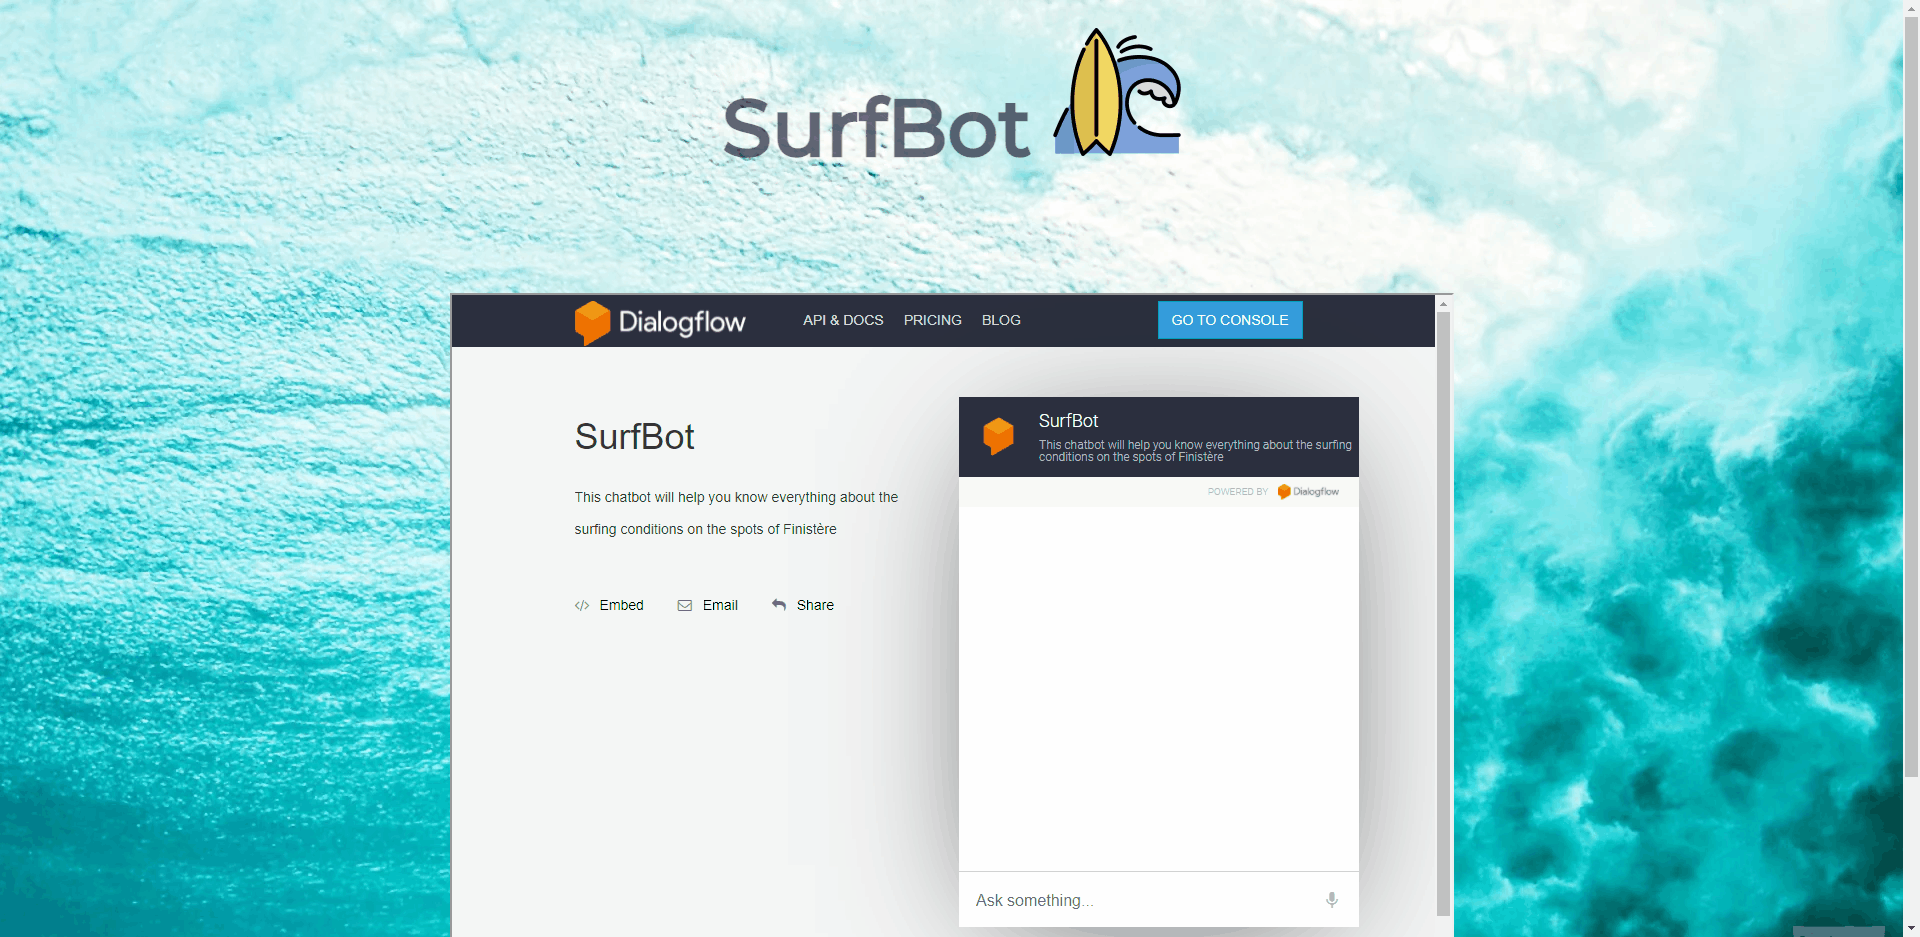 SurfBot
Dialogflow
API & DOCS PRICING BLOG
GO TO CONSOLE
SurfBot
This chatbot will help you know everything about the
surfing conditions on the spots of Finistère
</> Embed
Email
Share
SurfBot
This chatbot will help you know everything about the surfing
conditions on the spots of Finistère
POWERED BY Dialogflow
Ask something...